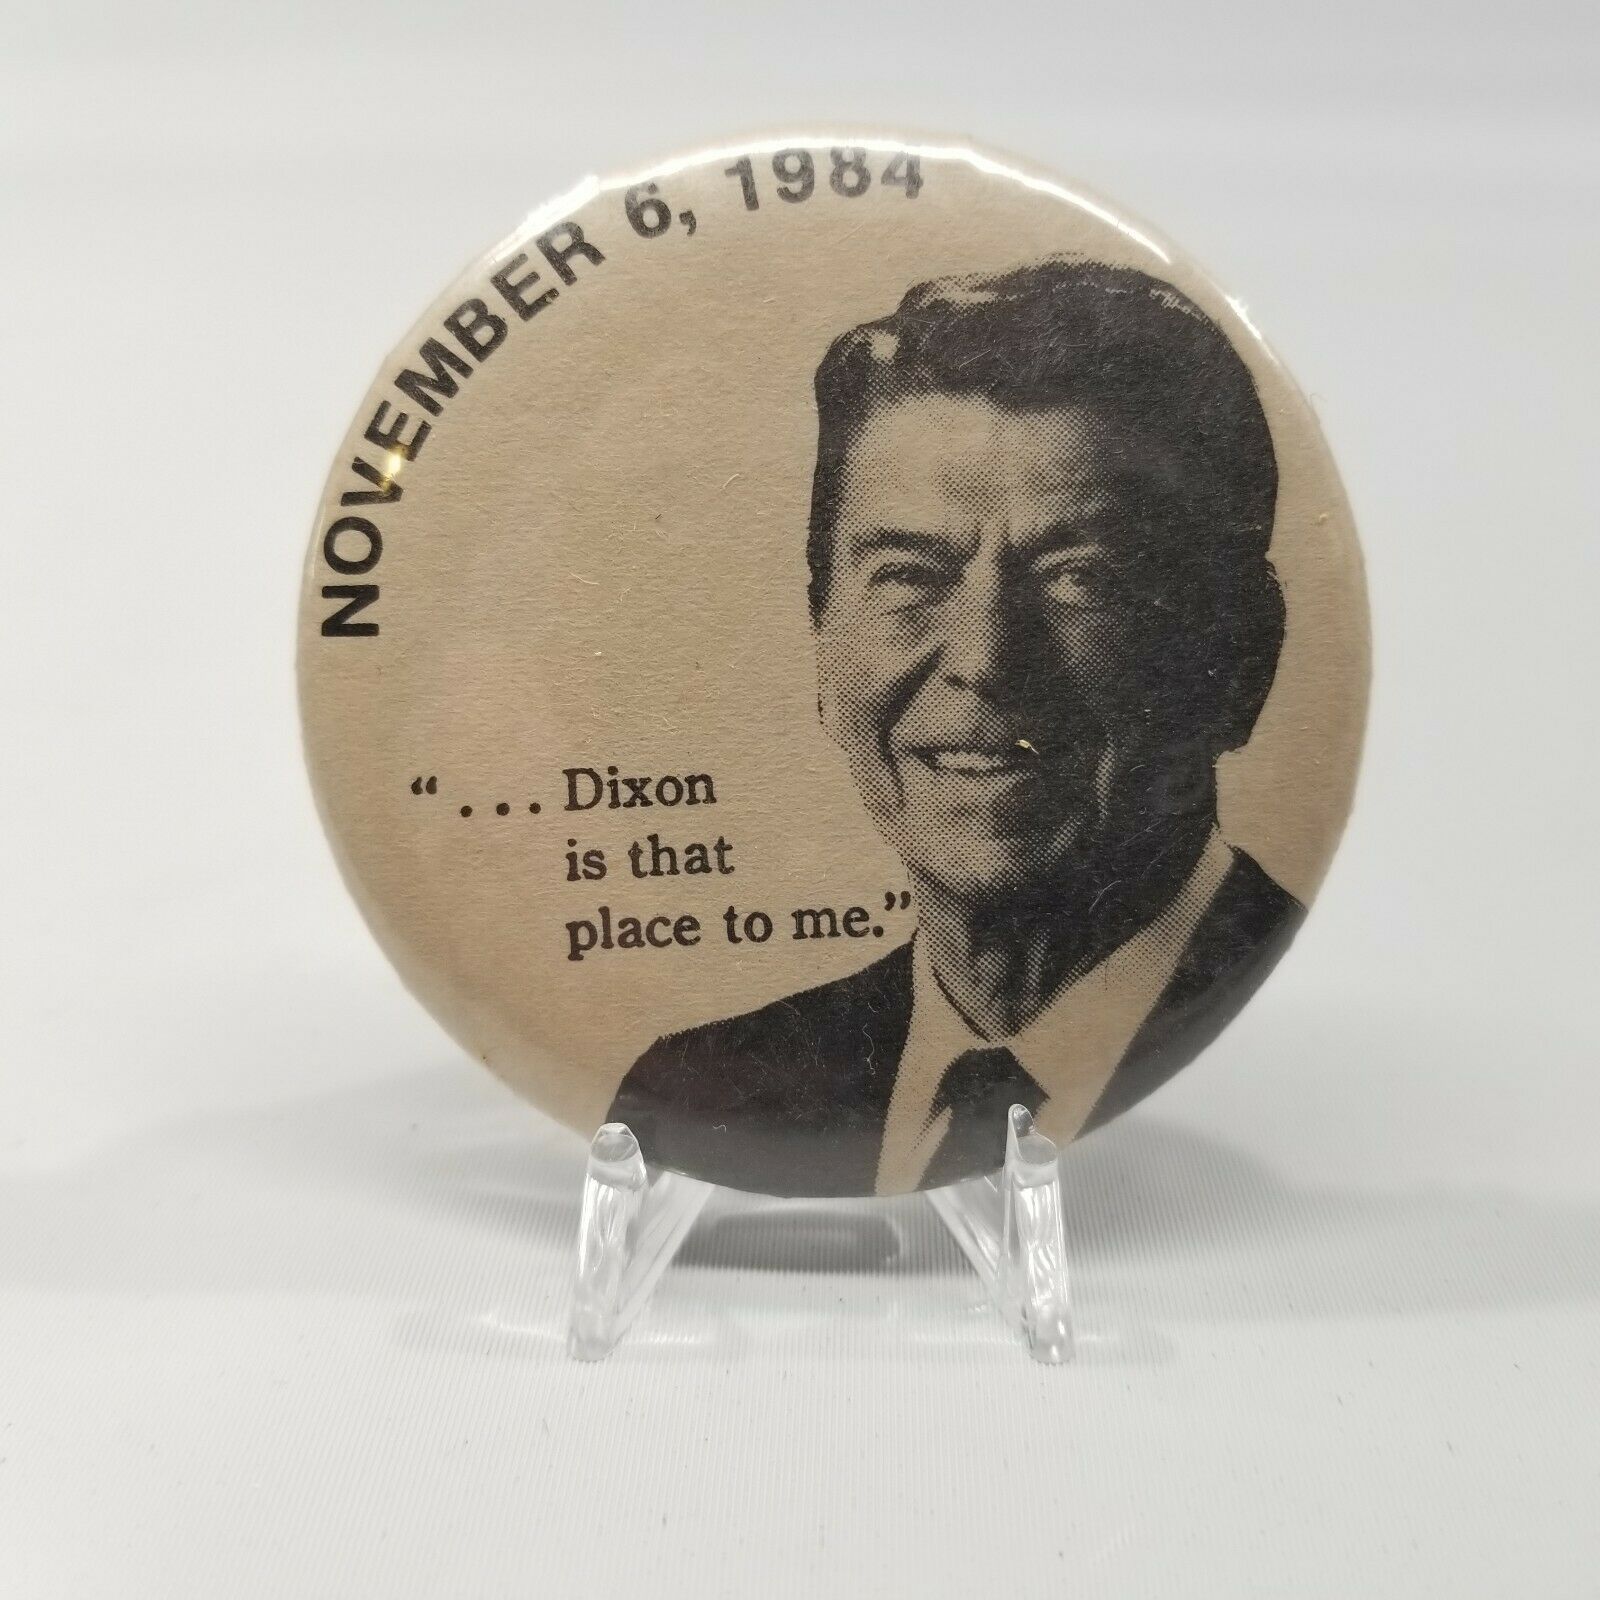 NOVEMBER 6, 1984
“... Dixon
is that
place to me.”